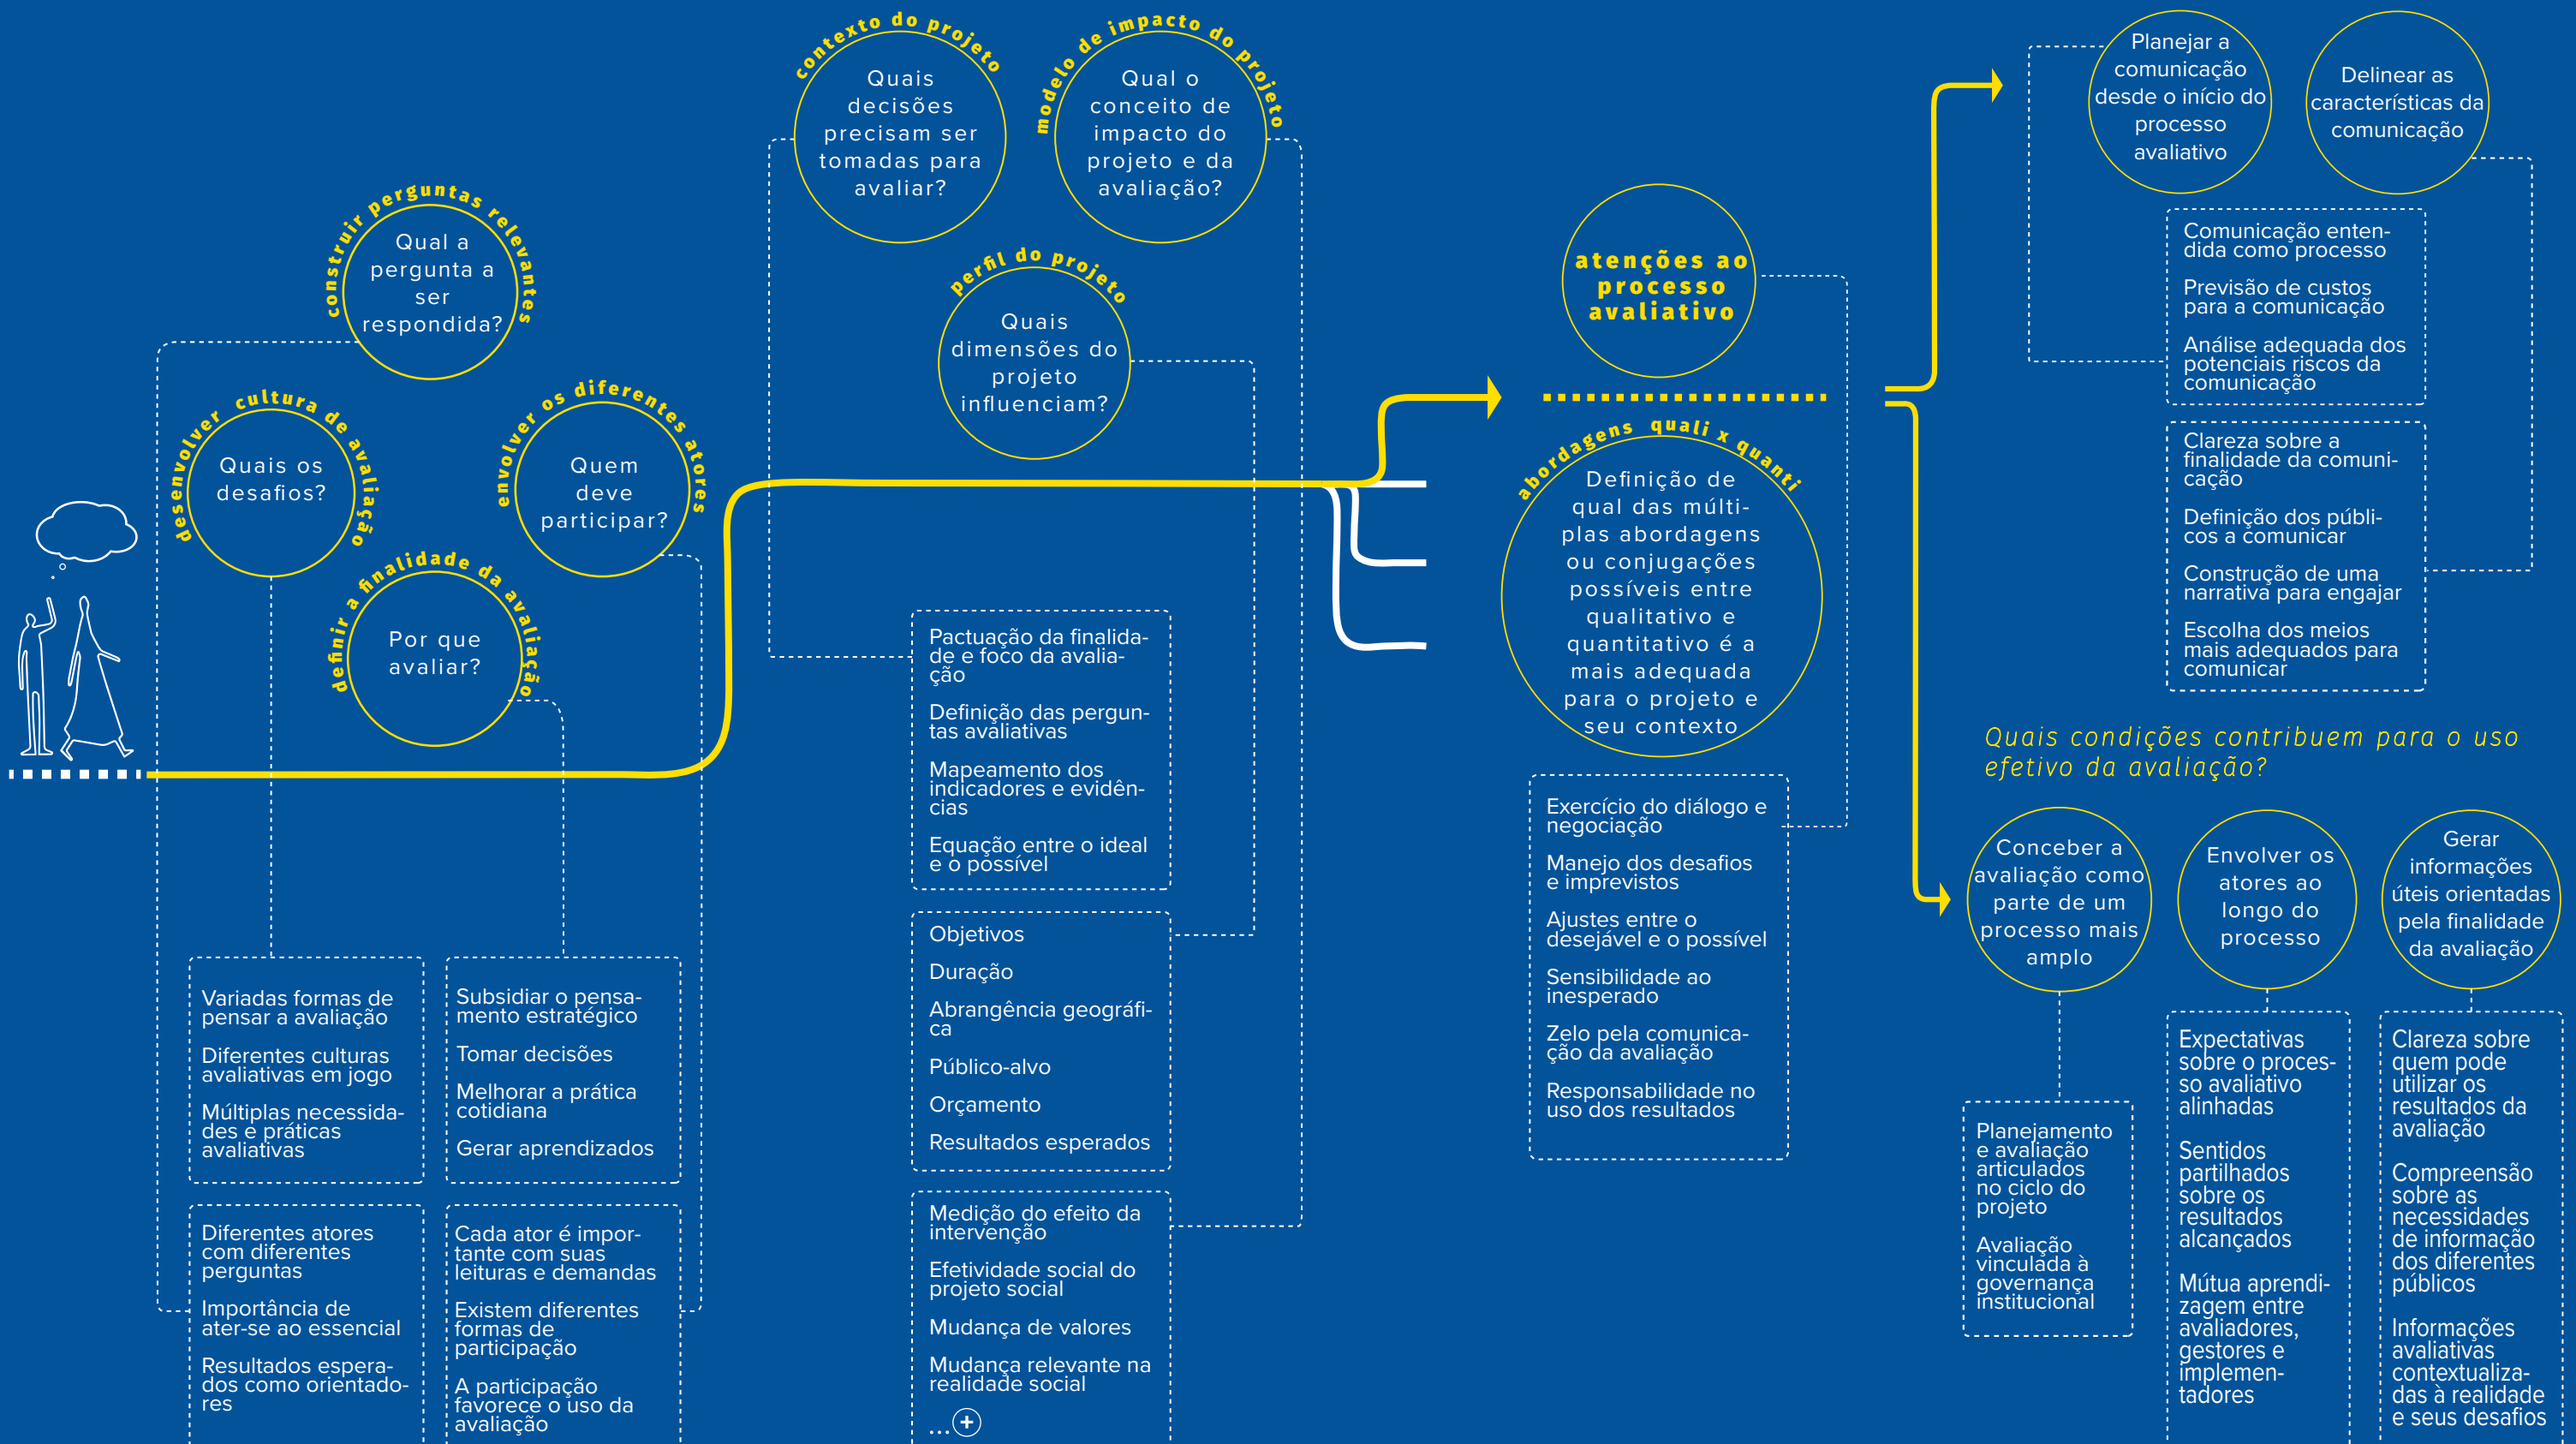 construir perguntas relevantes
Qual a
pergunta a
ser
respondida?
desenvolver cultura de avaliação
Quais os
desafios?
envolver os diferentes atores
Quem
deve
participar?
definir a finalidade da avaliação
Por que
avaliar?
Variadas formas de
pensar a avaliação
Diferentes culturas
avaliativas em jogo
Múltiplas necessida-
des e práticas
avaliativas
Subsidiar o pensa-
mento estratégico
Tomar decisões
Melhorar a prática
cotidiana
Gerar aprendizados
Diferentes atores
com diferentes
perguntas
Importância de
ater-se ao essencial
Resultados espera-
dos como orientado-
res
Cada ator é impor-
tante com suas
leituras e demandas
Existem diferentes
formas de
participação
A participação
favorece o uso da
avaliação
contexto do projeto
Quais
decisões
precisam ser
tomadas para
avaliar?
modelo de impacto do projeto
Qual o
conceito de
impacto do
projeto e da
avaliação?
perfil do projeto
Quais
dimensões do
projeto
influenciam?
Pactuação da finalida-
de e foco da avalia-
ção
Definição das pergun-
tas avaliativas
Mapeamento dos
indicadores e evidên-
cias
Equação entre o ideal
e o possível
Objetivos
Duração
Abrangência geográfi-
ca
Público-alvo
Orçamento
Resultados esperados
Medição do efeito da
intervenção
Efetividade social do
projeto social
Mudança de valores
Mudança relevante na
realidade social
...+
atenções ao
processo
avaliativo
abordagens quali x quanti
Definição de
qual das múlti-
plas abordagens
ou conjugações
possíveis entre
qualitativo e
quantitativo é a
mais adequada
para o projeto e
seu contexto
Exercício do diálogo e
negociação
Manejo dos desafios
e imprevistos
Ajustes entre o
desejável e o possível
Sensibilidade ao
inesperado
Zelo pela comunica-
ção da avaliação
Responsabilidade no
uso dos resultados
Planejar a
comunicação
desde o início do
processo
avaliativo
Delinear as
características da
comunicação
Comunicação enten-
dida como processo
Previsão de custos
para a comunicação
Análise adequada dos
potenciais riscos da
comunicação
Clareza sobre a
finalidade da comuni-
cação
Definição dos públi-
cos a comunicar
Construção de uma
narrativa para engajar
Escolha dos meios
mais adequados para
comunicar
Quais condições contribuem para o uso
efetivo da avaliação?
Conceber a
avaliação como
parte de um
processo mais
amplo
Envolver os
atores ao
longo do
processo
Gerar
informações
úteis orientadas
pela finalidade
da avaliação
Planejamento
e avaliação
articulados
no ciclo do
projeto
Avaliação
vinculada à
governança
institucional
Expectativas
sobre o proces-
so avaliativo
alinhadas
Sentidos
partilhados
sobre os
resultados
alcançados
Mútua aprendi-
zagem entre
avaliadores,
gestores e
implemen-
tadores
Clareza sobre
quem pode
utilizar os
resultados da
avaliação
Compreensão
sobre as
necessidades
de informação
dos diferentes
públicos
Informações
avaliativas
contextualiza-
das à realidade
e seus desafios